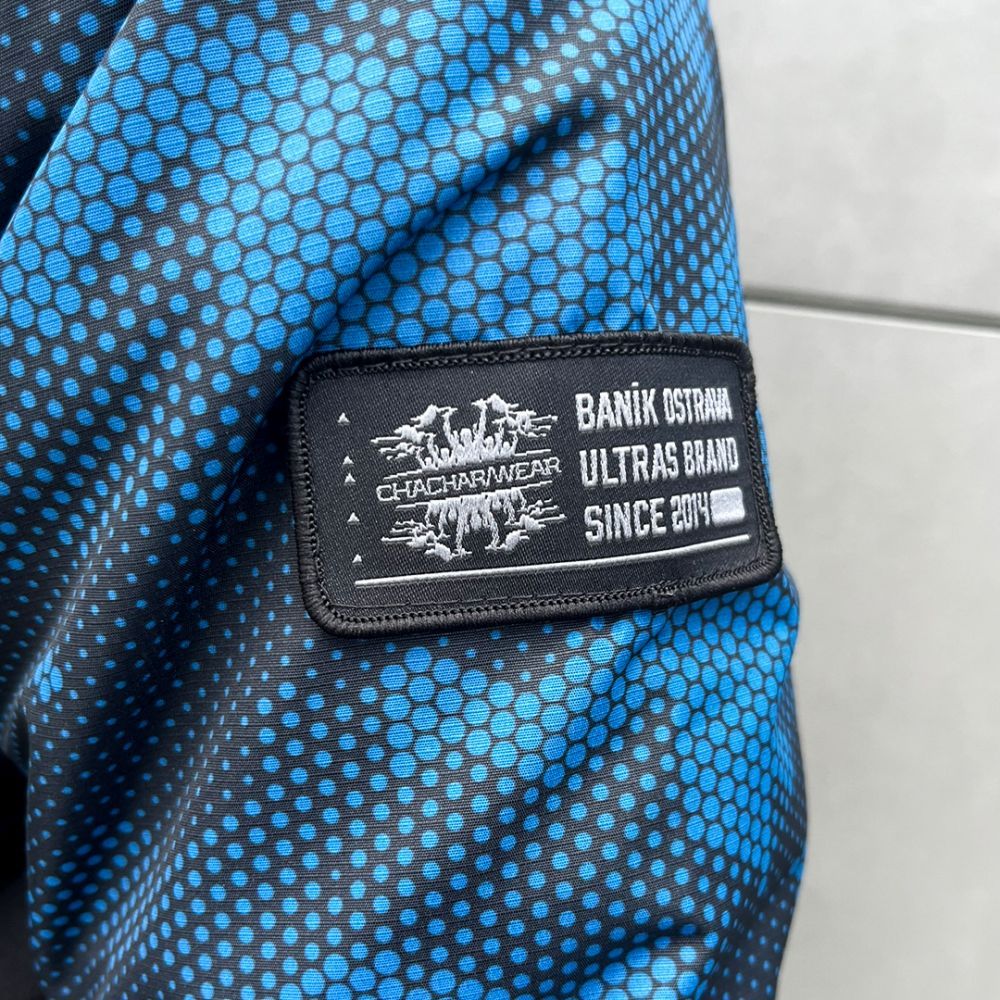 CHACHARWEAR
BANÍK OSTRAVA
ULTRAS BRAND
SINCE 2014